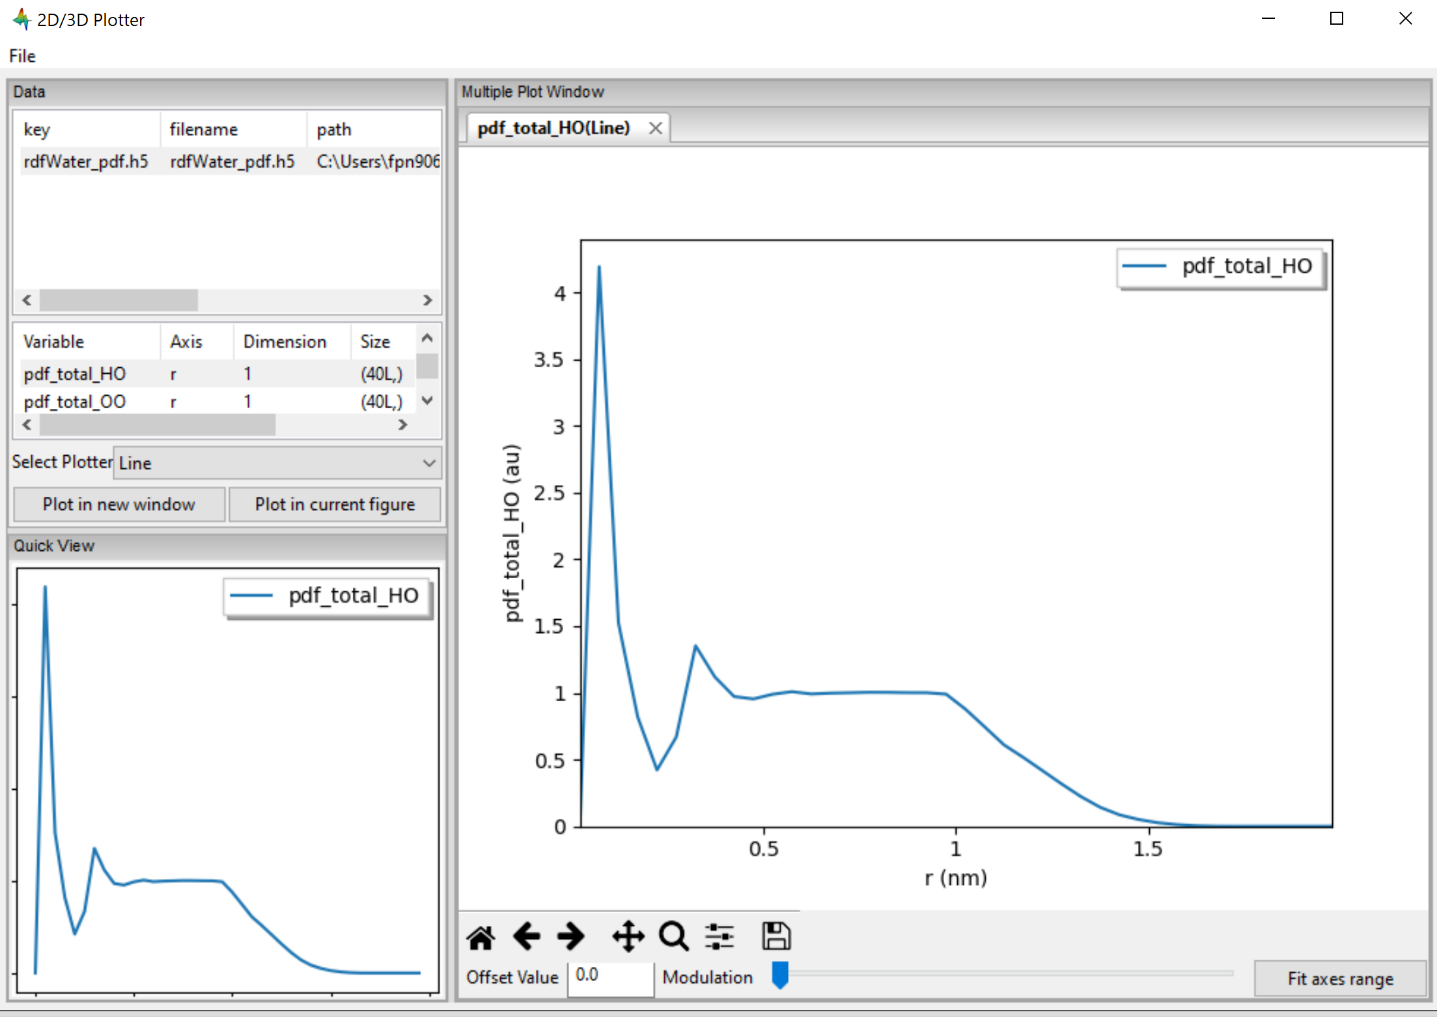 2D/3D Plotter
File
Data
key filename path
rdfWater_pdf.h5 rdfWater_pdf.h5 C:\Users\fpn906
Variable Axis Dimension Size
pdf_total_HO r 1 (40L,)
pdf_total_OO r 1 (40L,)
Select Plotter Line
Plot in new window Plot in current figure
Quick View
pdf_total_HO
Multiple Plot Window
pdf_total_HO(Line)
pdf_total_HO
4
3.5
3
2.5
2
1.5
1
0.5
0
pdf_total_HO (au)
0.5 1 1.5
r (nm)
Offset Value 0.0 Modulation Fit axes range